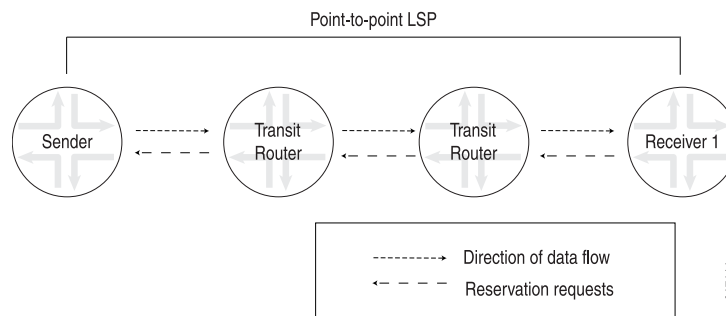 Point-to-point LSP
Sender
Transit
Router
Transit
Router
Receiver 1
Direction of data flow
Reservation requests